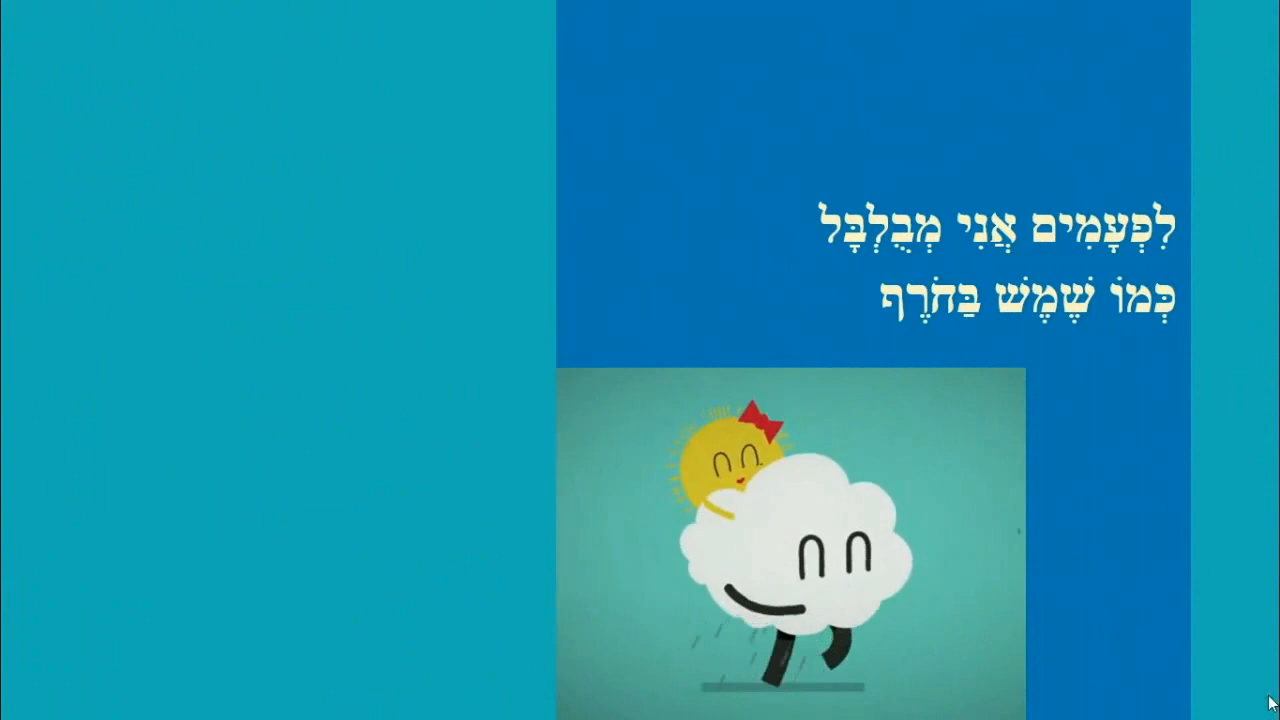 לִפְעָמִים אֲנִי מְבֻלְבָּל
כְּמוֹ שֶׁמֶשׁ בַּחֹרֶף